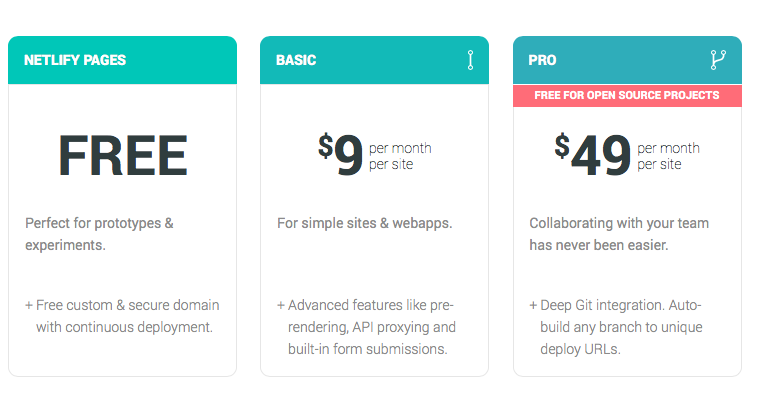 NETLIFY PAGES
FREE
Perfect for prototypes &
experiments.
+ Free custom & secure domain
with continuous deployment.
BASIC
$9 per month
per site
For simple sites & webapps.
+ Advanced features like pre-
rendering, API proxying and
built-in form submissions.
PRO
FREE FOR OPEN SOURCE PROJECTS
$49 per month
per site
Collaborating with your team
has never been easier.
+ Deep Git integration. Auto-
build any branch to unique
deploy URLs.